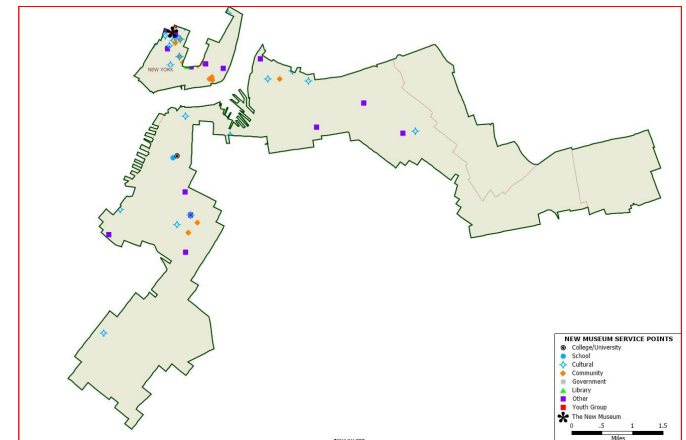 NEW YORK
NEW MUSEUM SERVICE POINTS
College/University
School
Cultural
Community
Government
Library
Other
Youth Group
The New Museum
0 .5 1 1.5
Miles